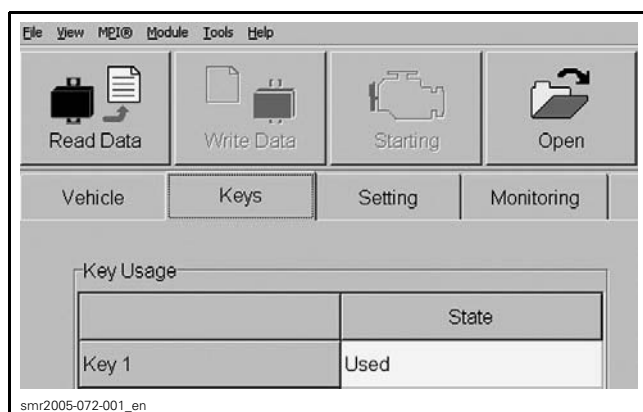 File View MPI® Module Tools Help
Read Data Write Data Starting Open
Vehicle Keys Setting Monitoring
Key Usage
State
Key 1 Used
smr2005-072-001_en